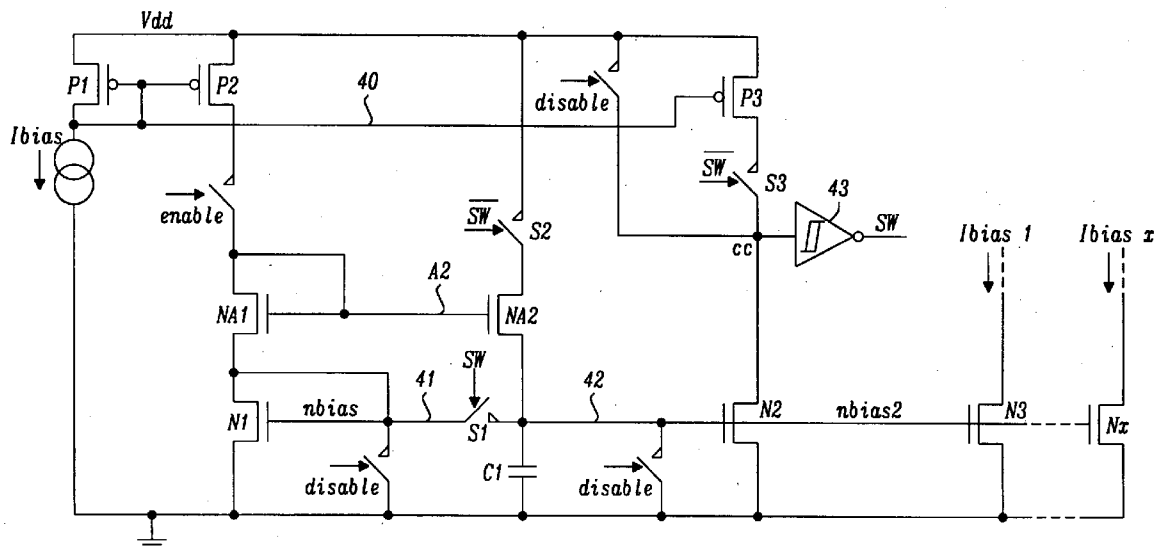 Vdd
P1
P2
40
disable
P3
Ibias
SW
S3
43
enable
SW
S2
SW
cc
Ibias 1
Ibias x
A2
NA1
NA2
SW
41
42
nbias
N1
S1
N2
nbias2
N3
Nx
disable
C1
disable